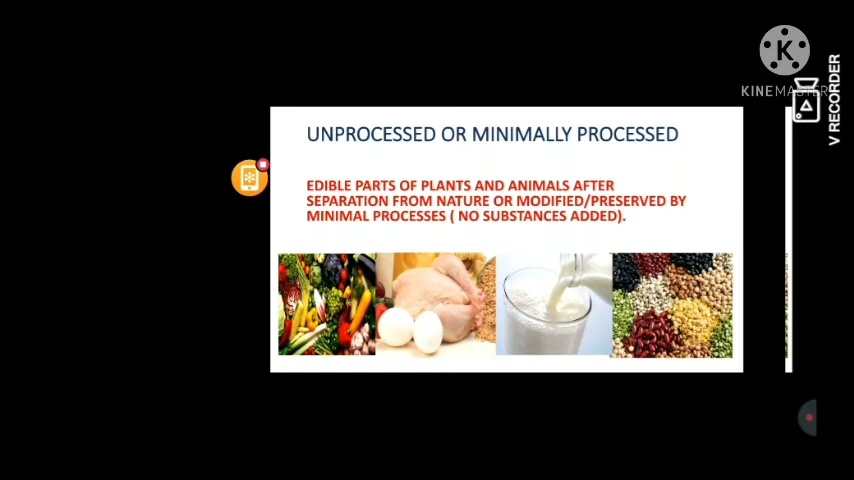 KINEMASTER
V RECORDER
UNPROCESSED OR MINIMALLY PROCESSED
EDIBLE PARTS OF PLANTS AND ANIMALS AFTER
SEPARATION FROM NATURE OR MODIFIED/PRESERVED BY
MINIMAL PROCESSES ( NO SUBSTANCES ADDED).